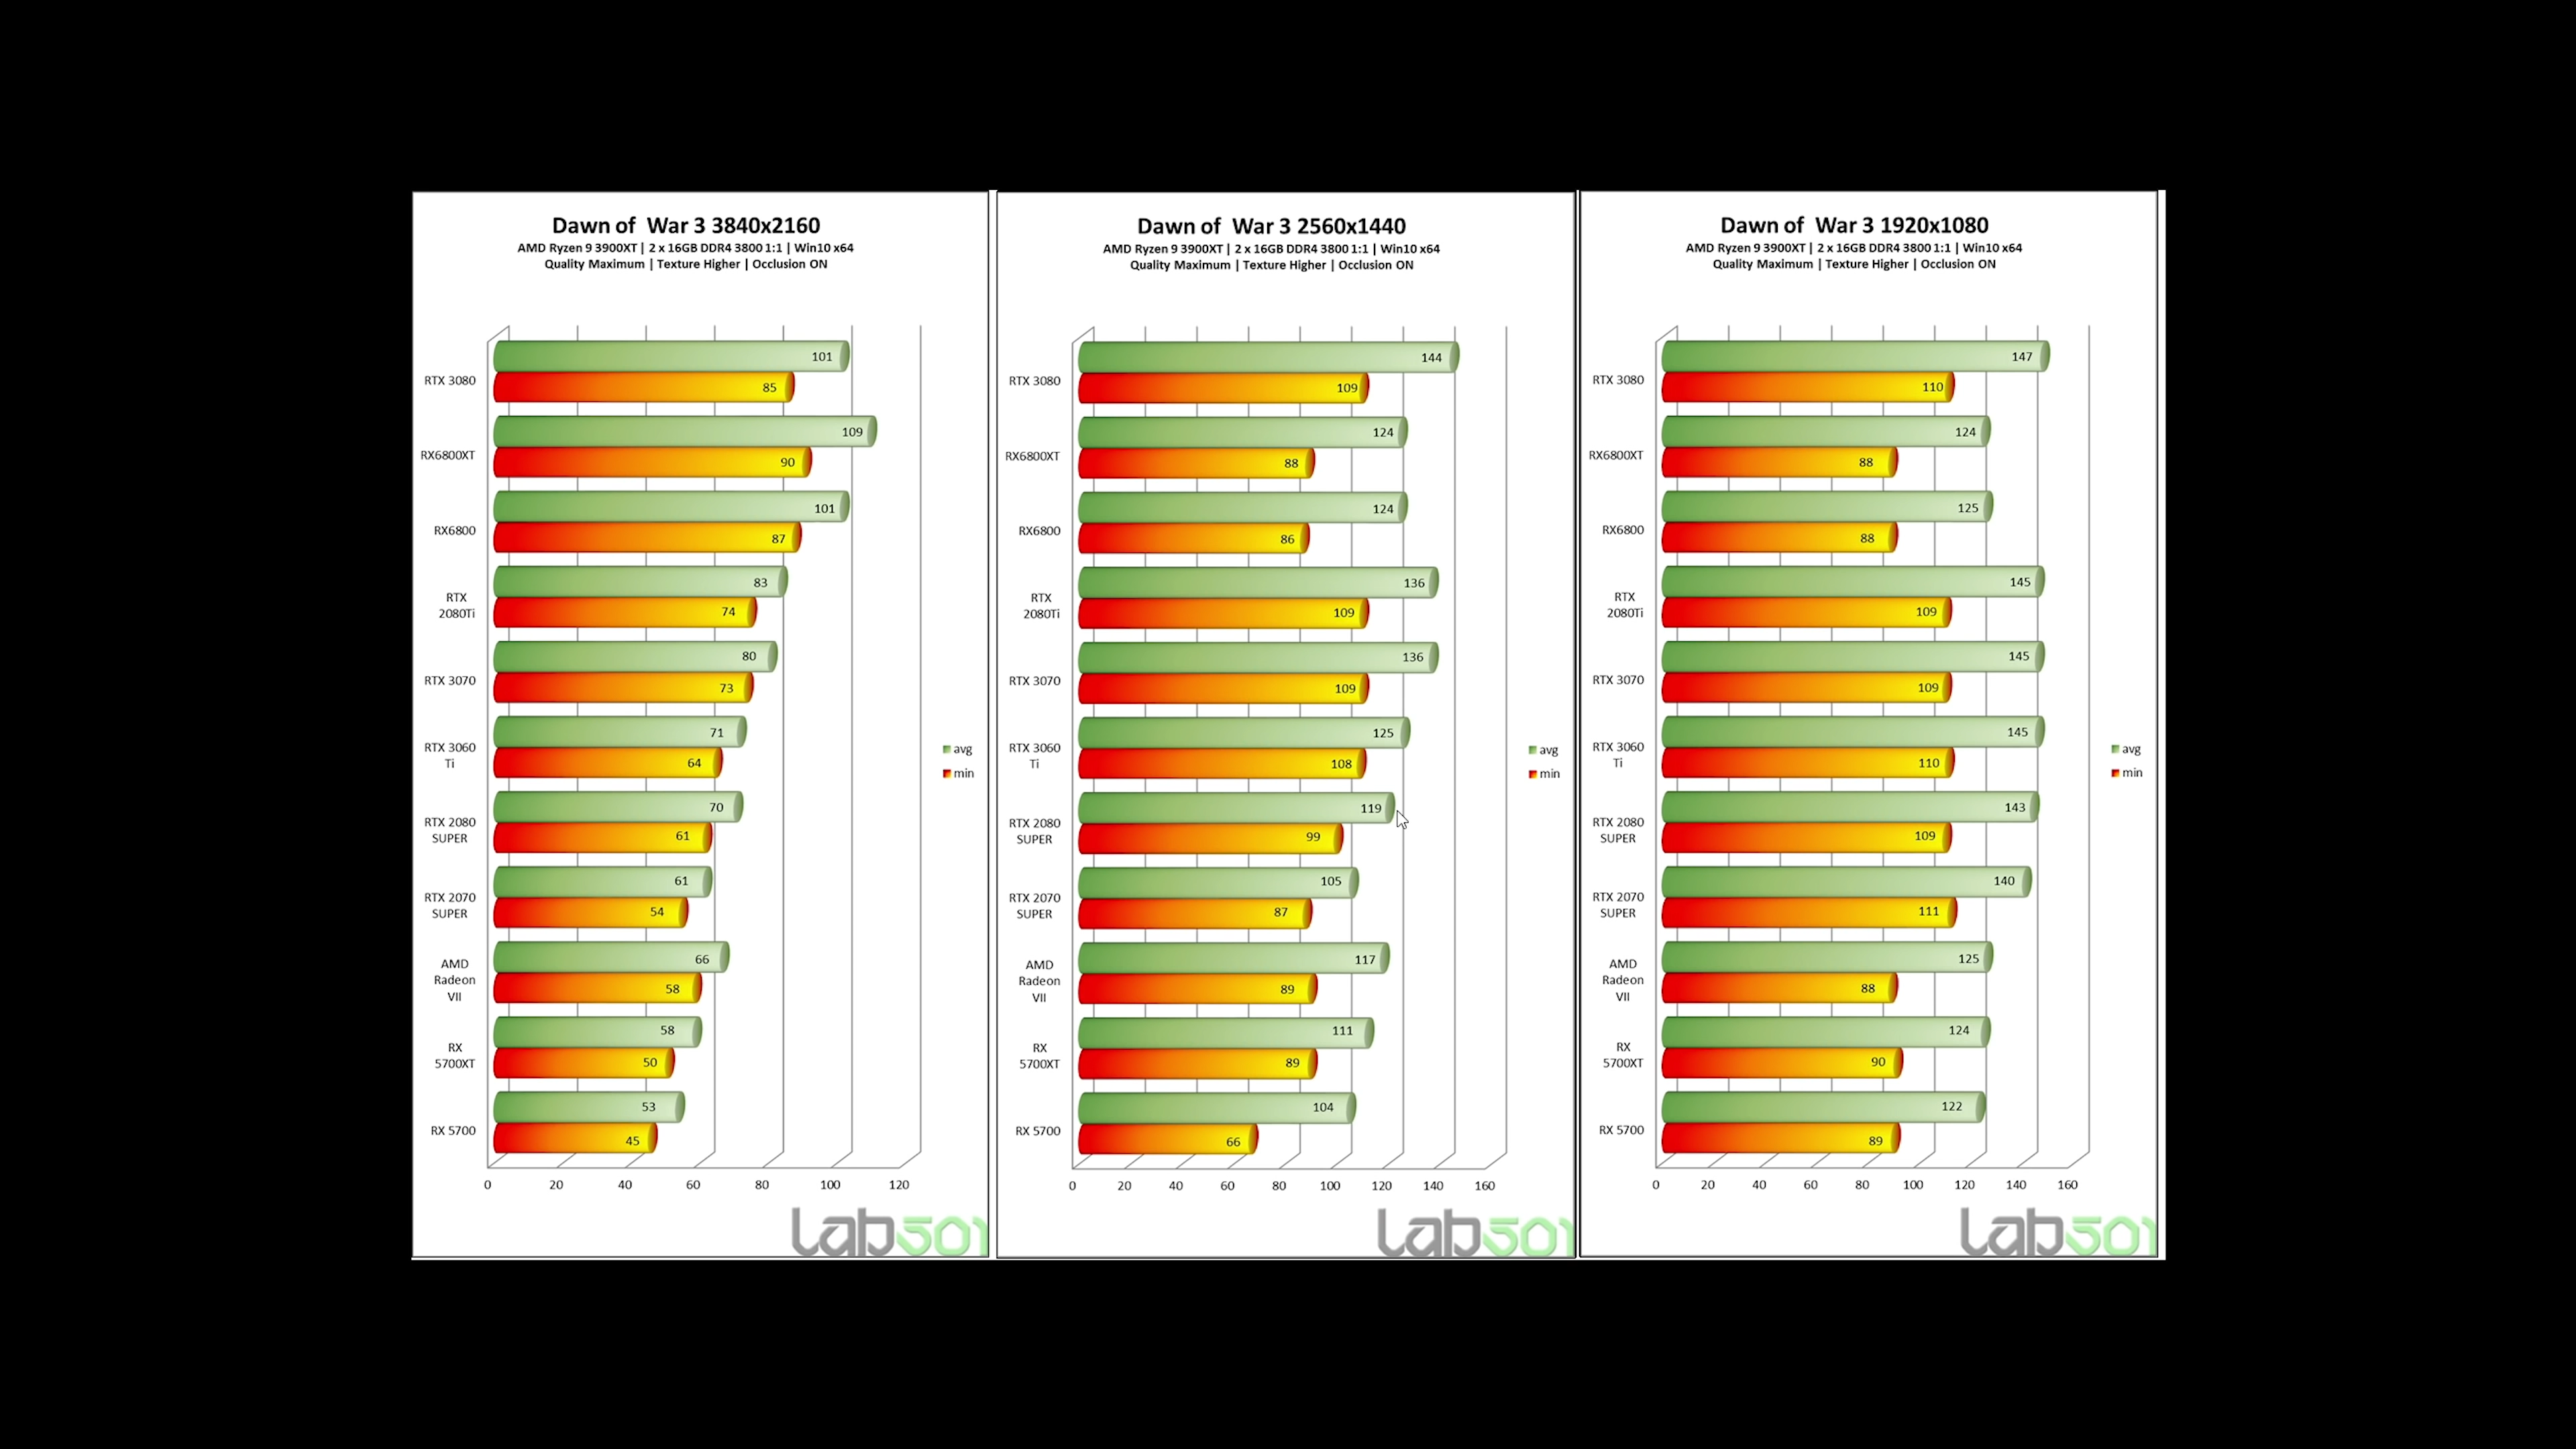 Dawn of War 3 3840x2160
AMD Ryzen 9 3900XT | 2 x 16GB DDR4 3800 1:1 | Win10 x64
Quality Maximum | Texture Higher | Occlusion ON
RTX 3080
101
85
RX6800XT
109
90
RX6800
101
87
RTX
2080Ti
83
74
RTX 3070
80
73
RTX 3060
Ti
71
64
RTX 2080
SUPER
70
61
RTX 2070
SUPER
61
54
AMD
Radeon
VII
66
58
RX
5700XT
58
50
RX 5700
53
45
avg
min
0 20 40 60 80 100 120
Lab501
Dawn of War 3 2560x1440
AMD Ryzen 9 3900XT | 2 x 16GB DDR4 3800 1:1 | Win10 x64
Quality Maximum | Texture Higher | Occlusion ON
RTX 3080
144
109
RX6800XT
124
88
RX6800
124
86
RTX
2080Ti
136
109
RTX 3070
136
109
RTX 3060
Ti
125
108
RTX 2080
SUPER
119
99
RTX 2070
SUPER
105
87
AMD
Radeon
VII
117
89
RX
5700XT
111
89
RX 5700
104
66
avg
min
0 20 40 60 80 100 120 140 160
Lab501
Dawn of War 3 1920x1080
AMD Ryzen 9 3900XT | 2 x 16GB DDR4 3800 1:1 | Win10 x64
Quality Maximum | Texture Higher | Occlusion ON
RTX 3080
147
110
RX6800XT
124
88
RX6800
125
88
RTX
2080Ti
145
109
RTX 3070
145
109
RTX 3060
Ti
145
110
RTX 2080
SUPER
143
109
RTX 2070
SUPER
140
111
AMD
Radeon
VII
125
88
RX
5700XT
124
90
RX 5700
122
89
avg
min
0 20 40 60 80 100 120 140 160
Lab501